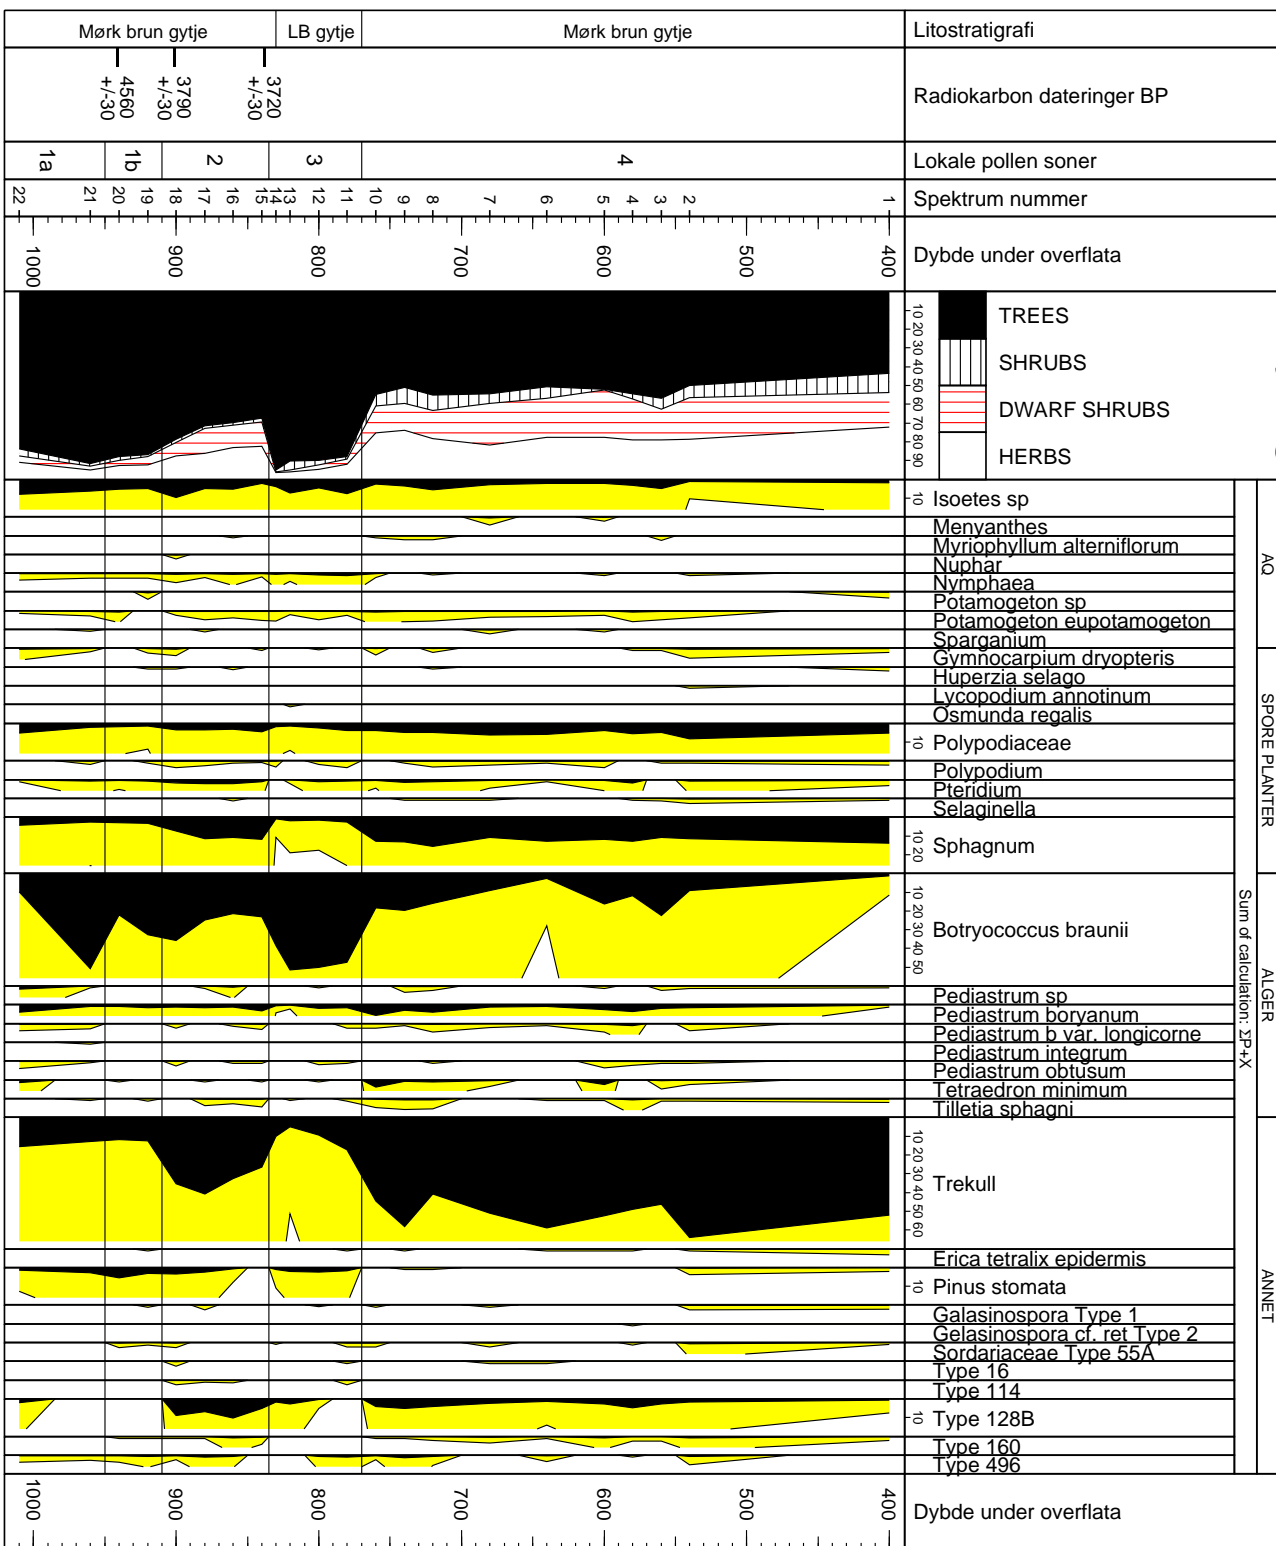 Mørk brun gytje
LB gytje
Mørk brun gytje
Litostratigrafi
4560
+/-30
3790
+/-30
3720
+/-30
Radiokarbon dateringer BP
1a
1b
2
3
4
Lokale pollen soner
22 21 20 19 18 17 16 15 14 13 12 11 10 9 8 7 6 5 4 3 2 1
Spektrum nummer
1000 900 800 700 600 500 400
Dybde under overflata
10 20 30 40 50 60 70 80 90
TREES
SHRUBS
DWARF SHRUBS
HERBS
10
Isoetes sp
Menyanthes
Myriophyllum alterniflorum
Nuphar
Nymphaea
Potamogeton sp
Potamogeton eupotamogeton
Sparganium
AQ
Gymnocarpium dryopteris
Huperzia selago
Lycopodium annotinum
Osmunda regalis
10
Polypodiaceae
Polypodium
Pteridium
Selaginella
10 20
Sphagnum
SPORE PLANTER
10 20 30 40 50
Botryococcus braunii
Pediastrum sp
Pediastrum boryanum
Pediastrum b var. longicorne
Pediastrum integrum
Pediastrum obtusum
Tetraedron minimum
Tilletia sphagni
ALGER
Sum of calculation: ΣP+X
10 20 30 40 50 60
Trekull
Erica tetralix epidermis
10
Pinus stomata
Galasinospora Type 1
Gelasinospora cf. ret Type 2
Sordariaceae Type 55A
Type 16
Type 114
10
Type 128B
Type 160
Type 496
ANNET
1000 900 800 700 600 500 400
Dybde under overflata